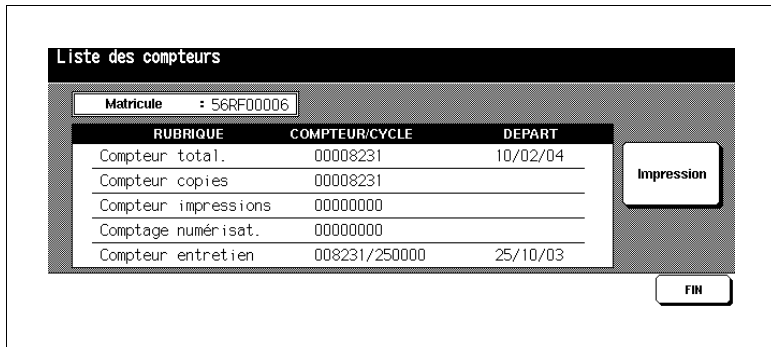 Liste des compteurs
Matricule : 56RF00006
RUBRIQUE COMPTEUR/CYCLE DEPART
Compteur total. 00008231 10/02/04
Compteur copies 00008231
Compteur impressions 00000000
Comptage numérisat. 00000000
Compteur entretien 008231/250000 25/10/03
Impression
FIN